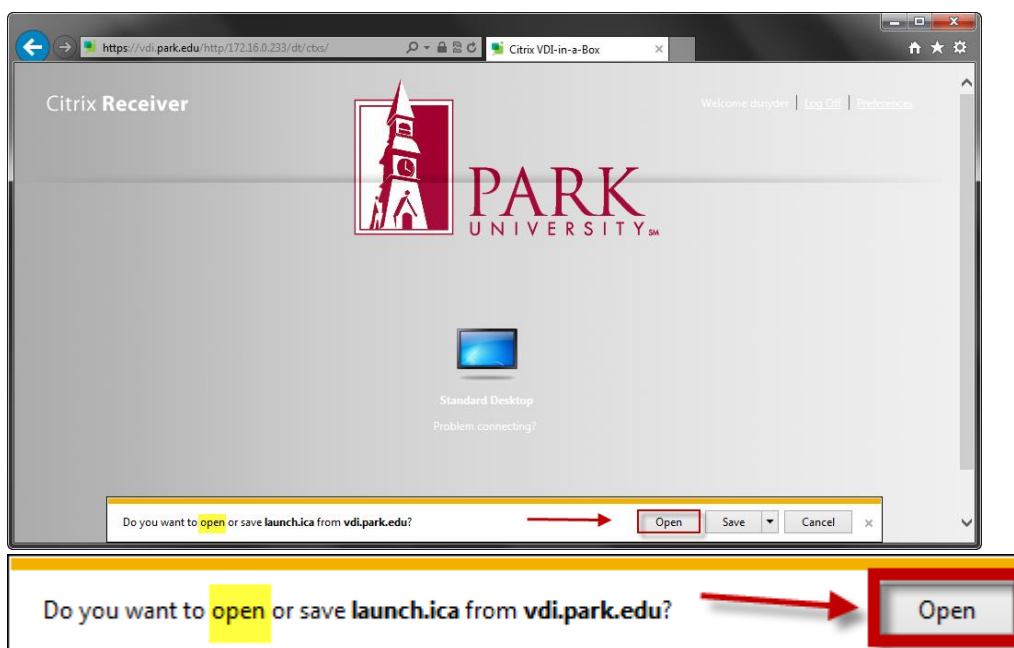 https://vdi.park.edu/http/172.16.0.233/dt/ctxs/
Citrix VDI-in-a-Box
Citrix Receiver
Welcome dsnyder | Log Off | Preferences
PARK
UNIVERSITY SM
Standard Desktop
Problem connecting?
Do you want to open or save launch.ica from vdi.park.edu? Open Save Cancel
Do you want to open or save launch.ica from vdi.park.edu? Open